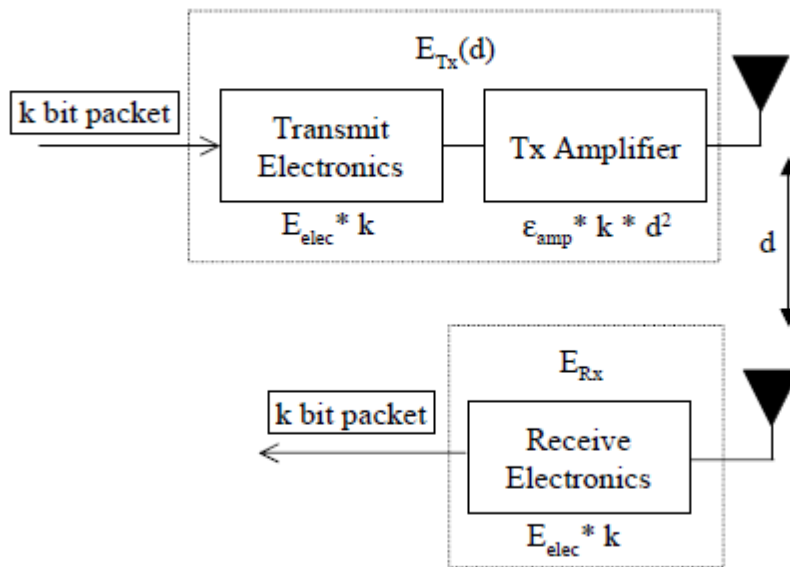 E_Tx(d)
k bit packet
Transmit
Electronics
Tx Amplifier
E_elec* k
ε_amp* k * d²
d
E_Rx
k bit packet
Receive
Electronics
E_elec* k